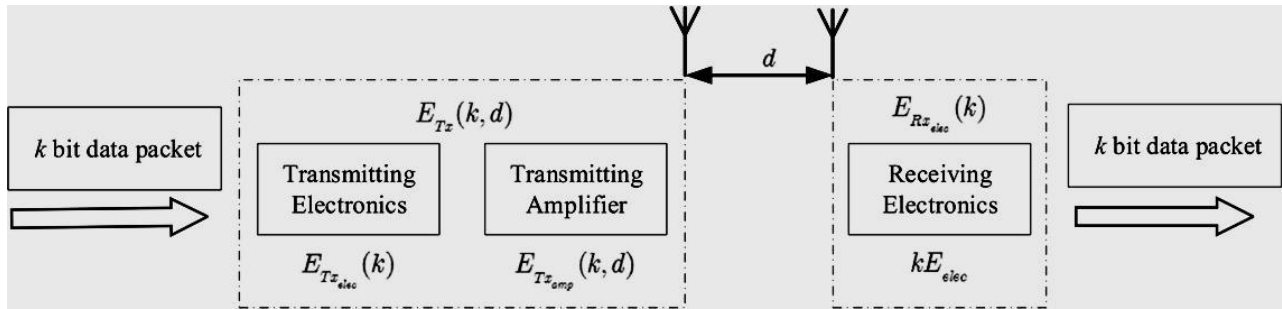 k bit data packet
E_{Tx}(k, d)
Transmitting
Electronics
E_{Tx_{elec}}(k)
Transmitting
Amplifier
E_{Tx_{amp}}(k, d)
d
E_{Rx_{elec}}(k)
Receiving
Electronics
kE_{elec}
k bit data packet